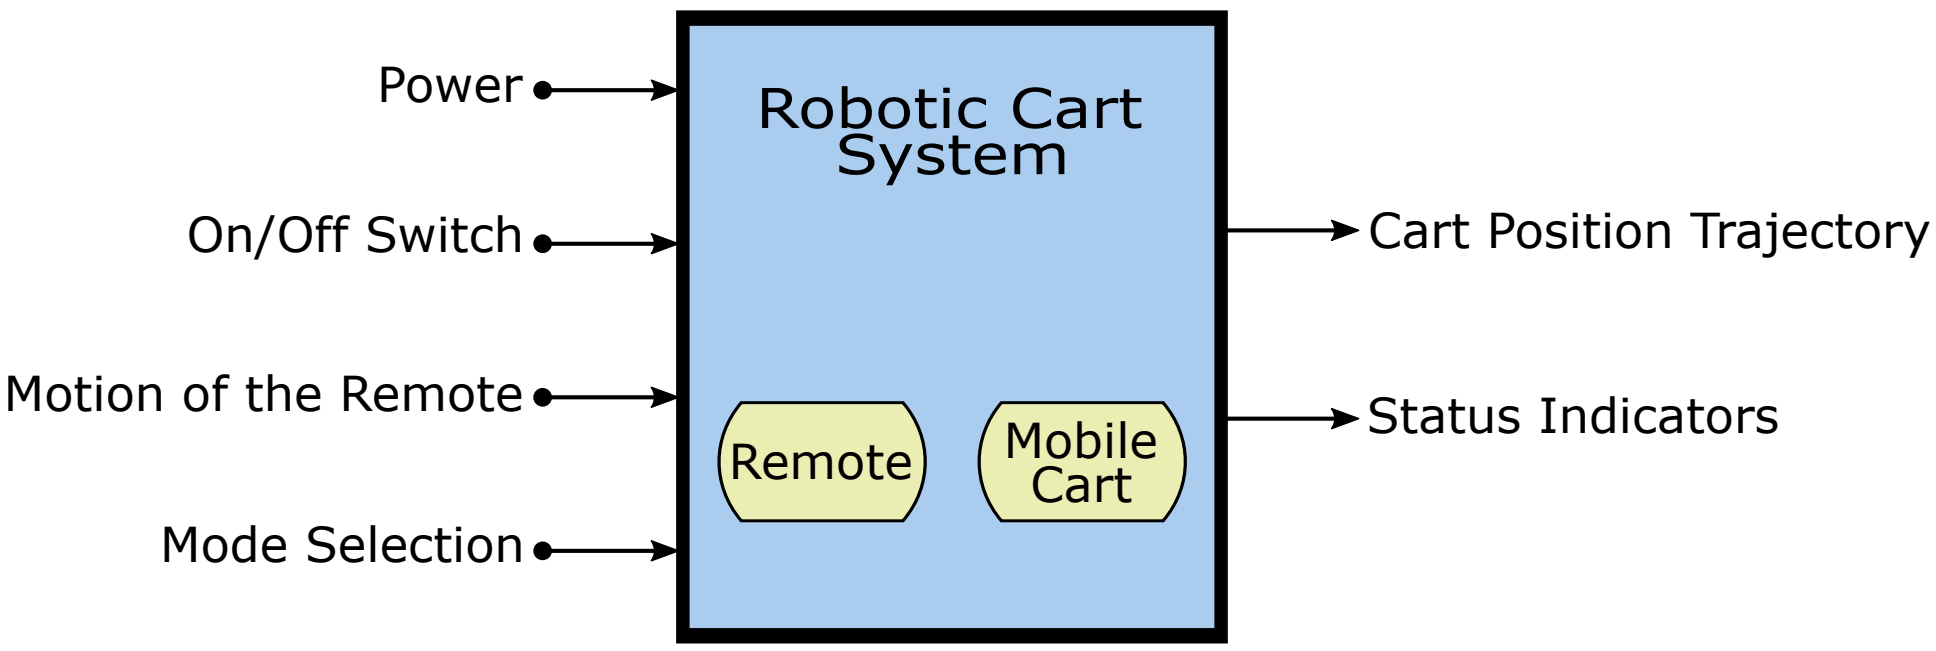 Power
On/Off Switch
Motion of the Remote
Mode Selection
Robotic Cart
System
Remote
Mobile
Cart
Cart Position Trajectory
Status Indicators